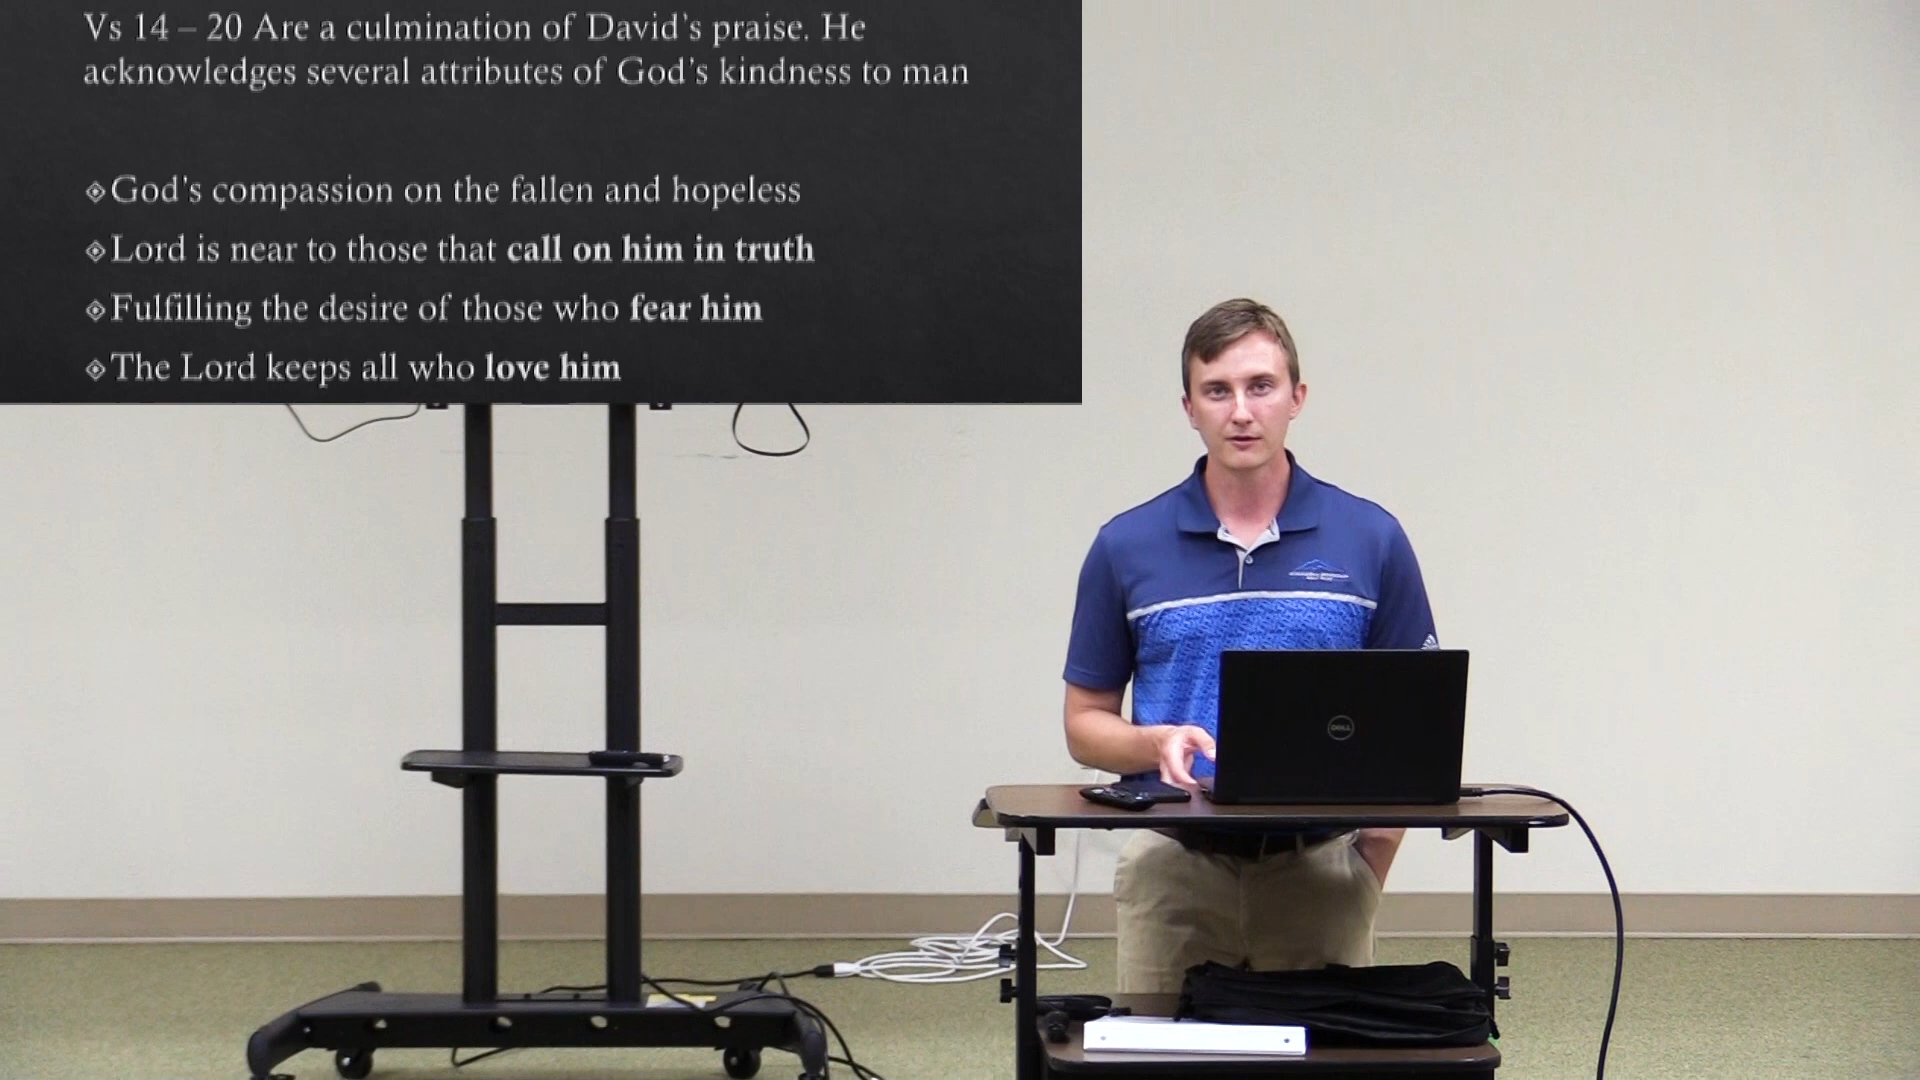 Vs 14 – 20 Are a culmination of David's praise. He
acknowledges several attributes of God's kindness to man
God's compassion on the fallen and hopeless
Lord is near to those that call on him in truth
Fulfilling the desire of those who fear him
The Lord keeps all who love him
DELL